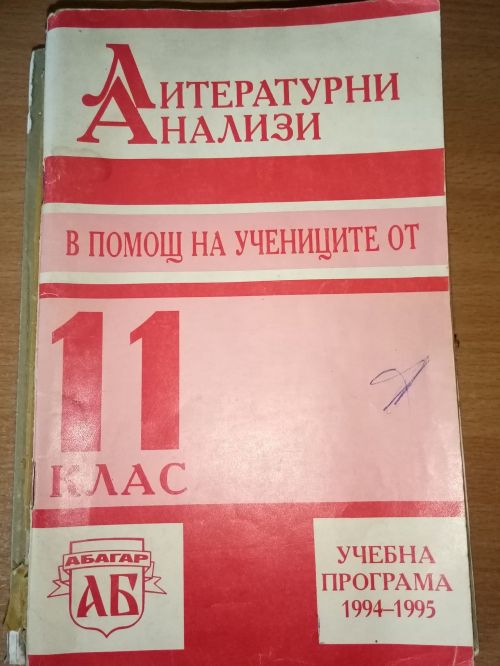 ЛИТЕРАТУРНИ
АНАЛИЗИ
В ПОМОЩ НА УЧЕНИЦИТЕ ОТ
11
КЛАС
АБАГАР
АБ
УЧЕБНА
ПРОГРАМА
1994–1995